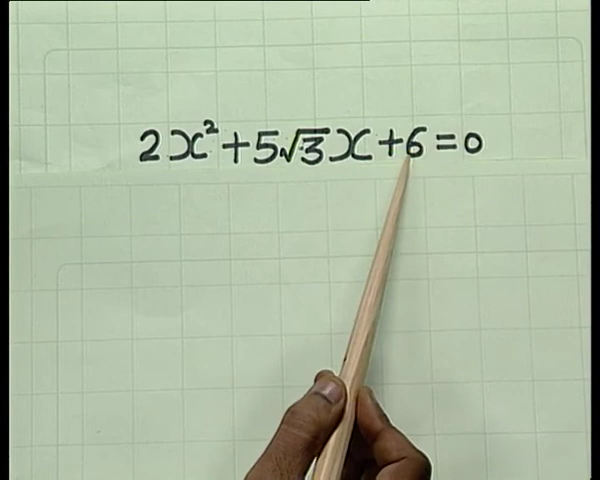 2x² + 5√3x + 6 = 0